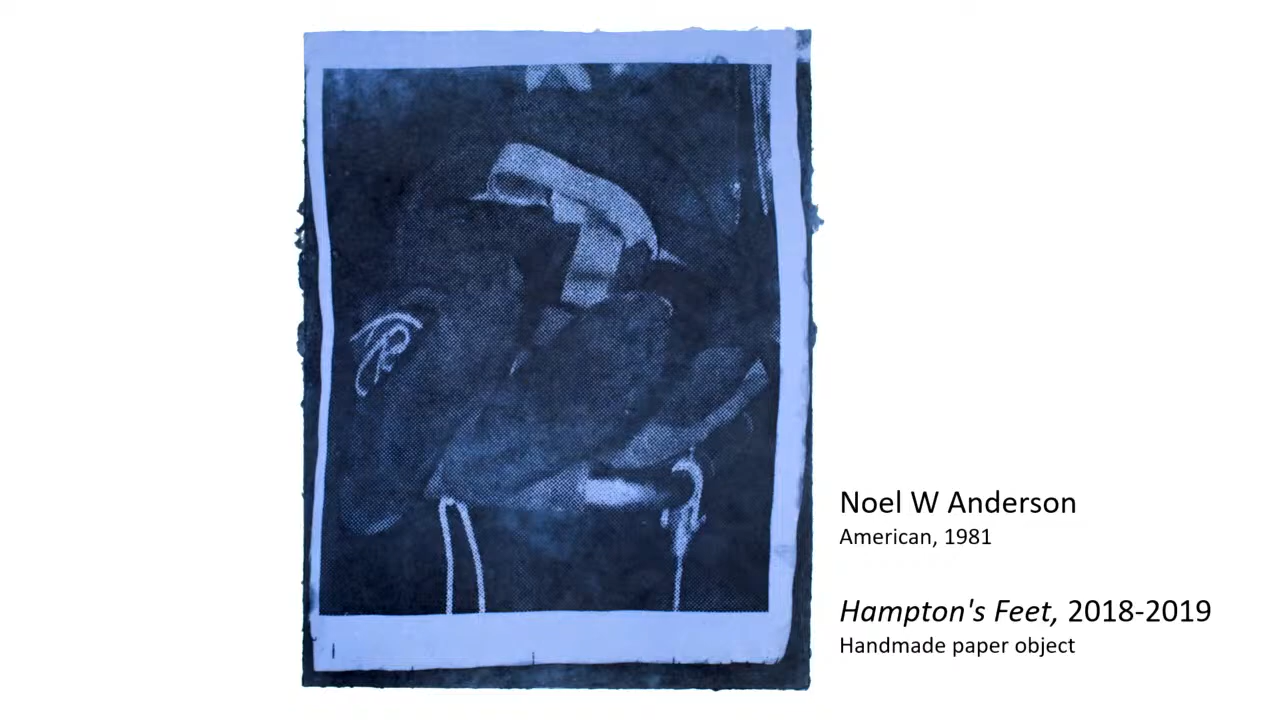 Noel W Anderson
American, 1981
Hampton's Feet, 2018-2019
Handmade paper object